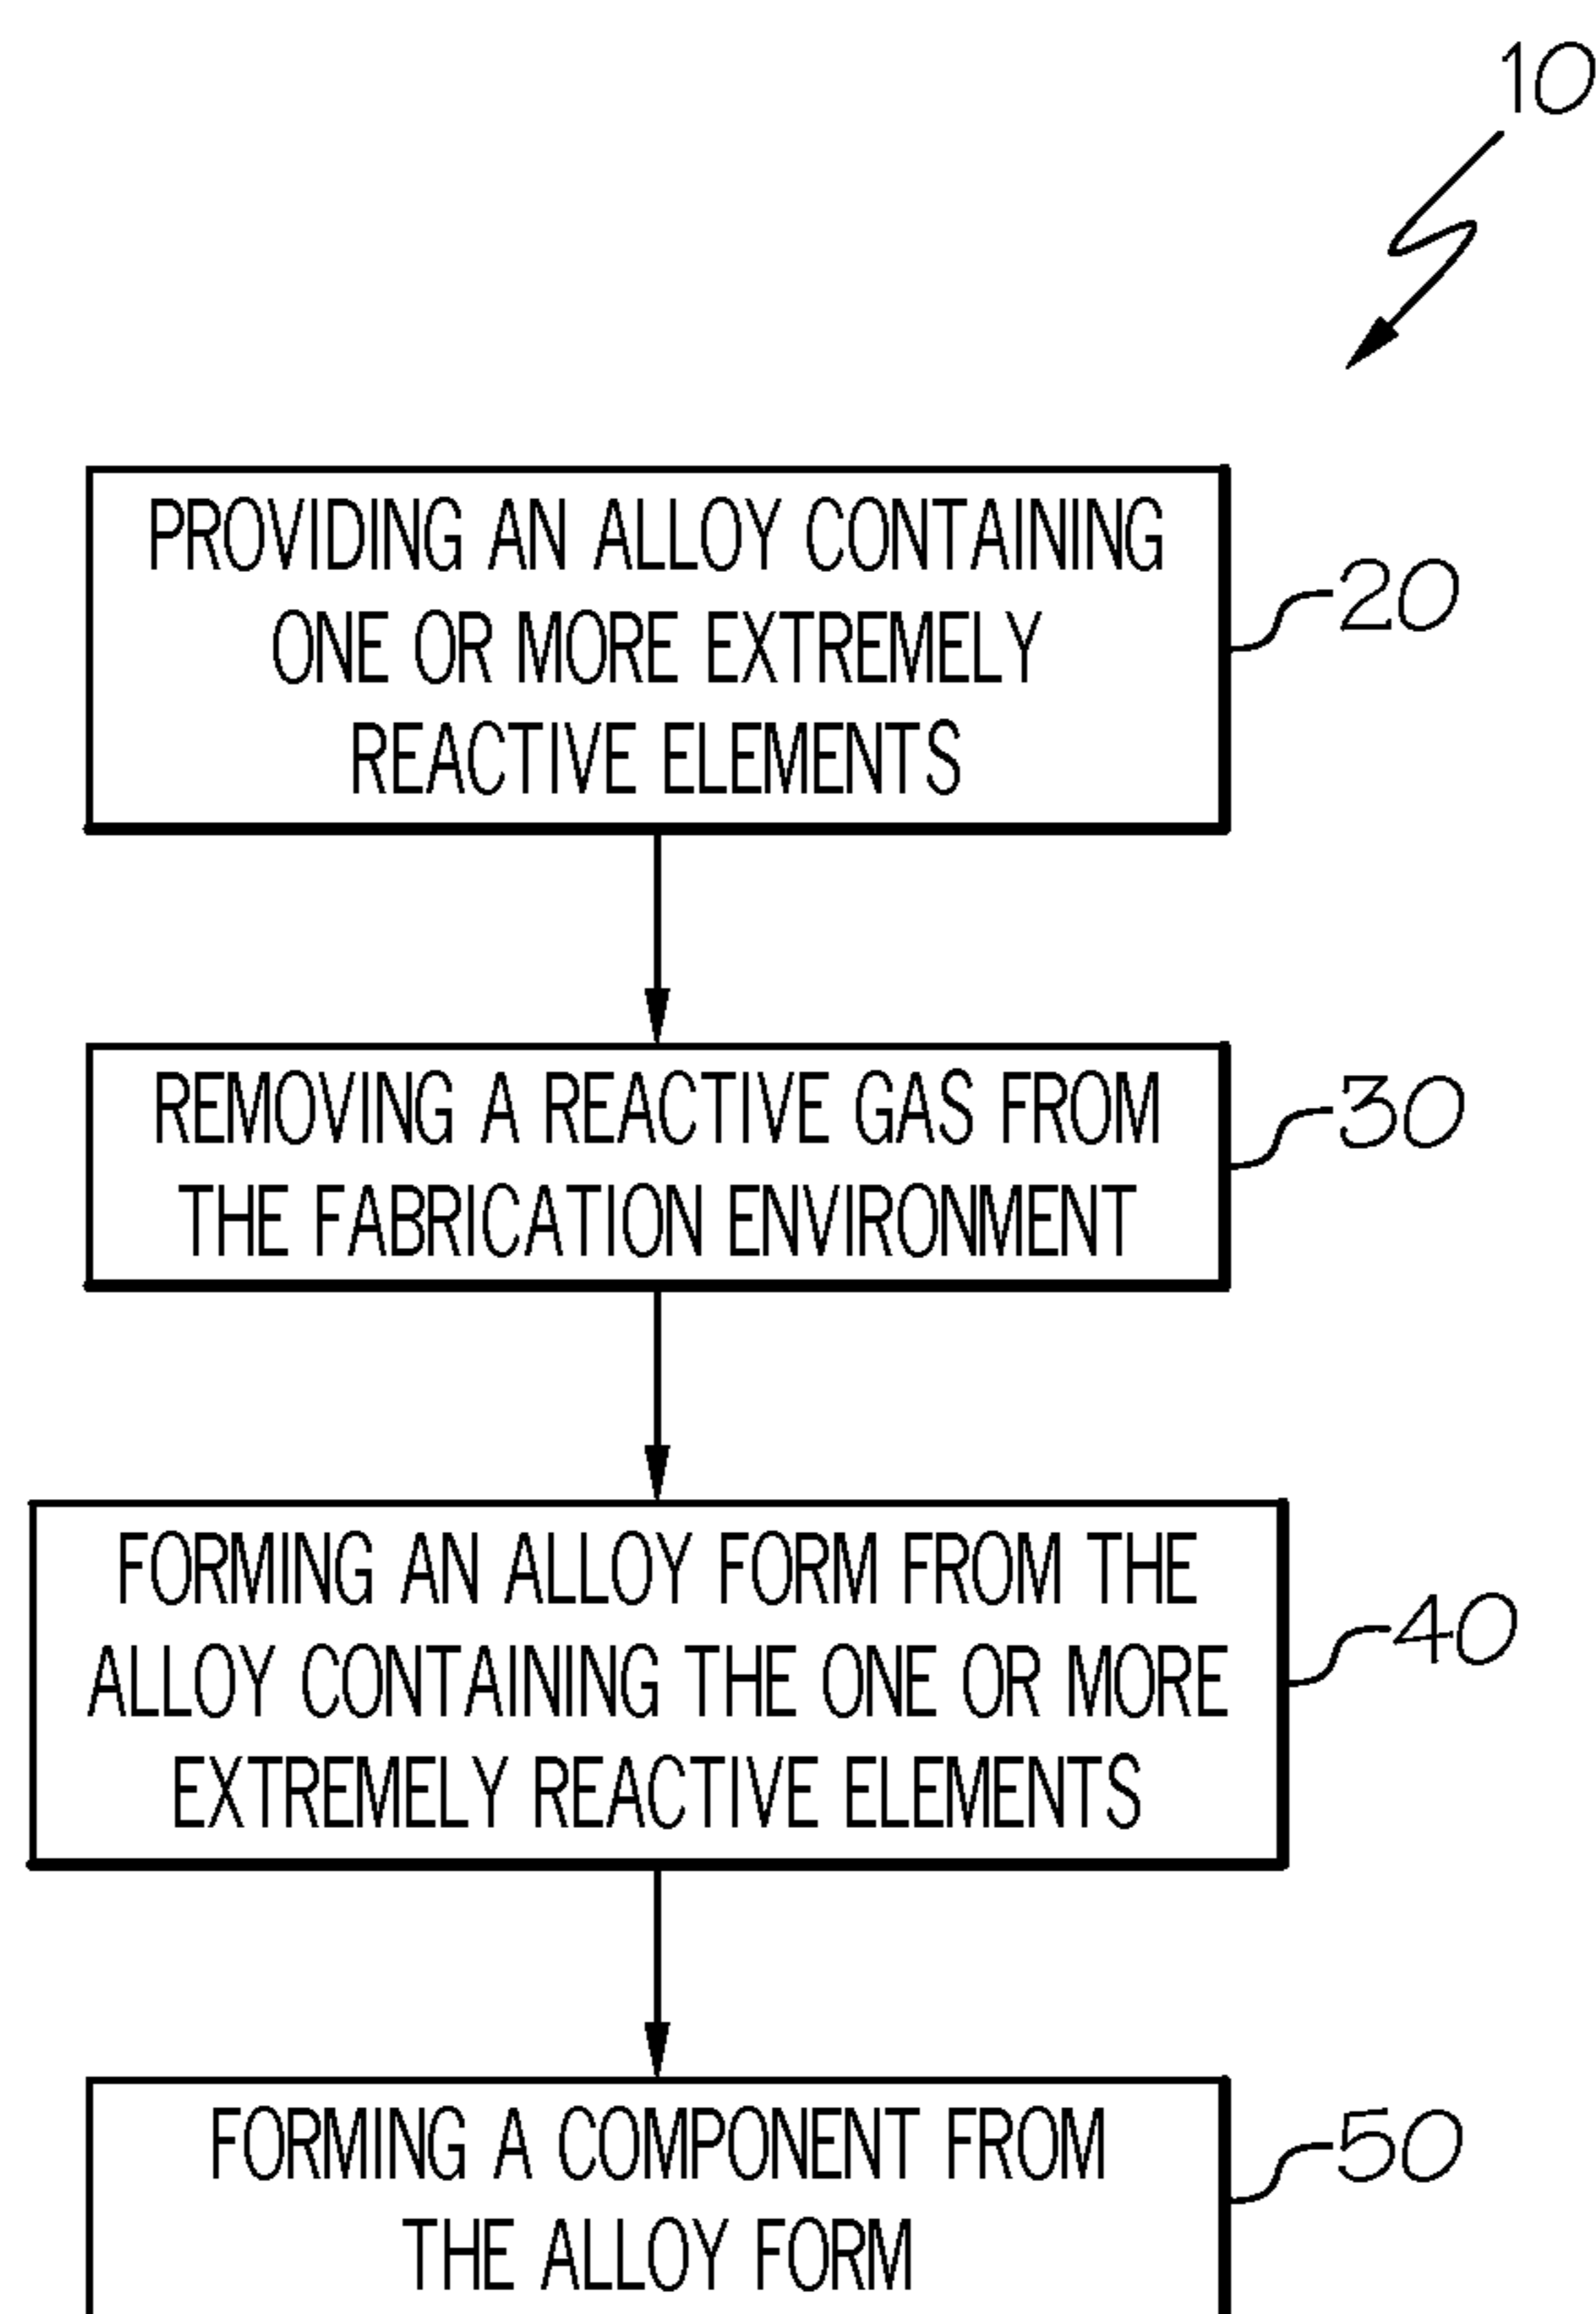 10
PROVIDING AN ALLOY CONTAINING
ONE OR MORE EXTREMELY
REACTIVE ELEMENTS
20
REMOVING A REACTIVE GAS FROM
THE FABRICATION ENVIRONMENT
30
FORMING AN ALLOY FORM FROM THE
ALLOY CONTAINING THE ONE OR MORE
EXTREMELY REACTIVE ELEMENTS
40
FORMING A COMPONENT FROM
THE ALLOY FORM
50